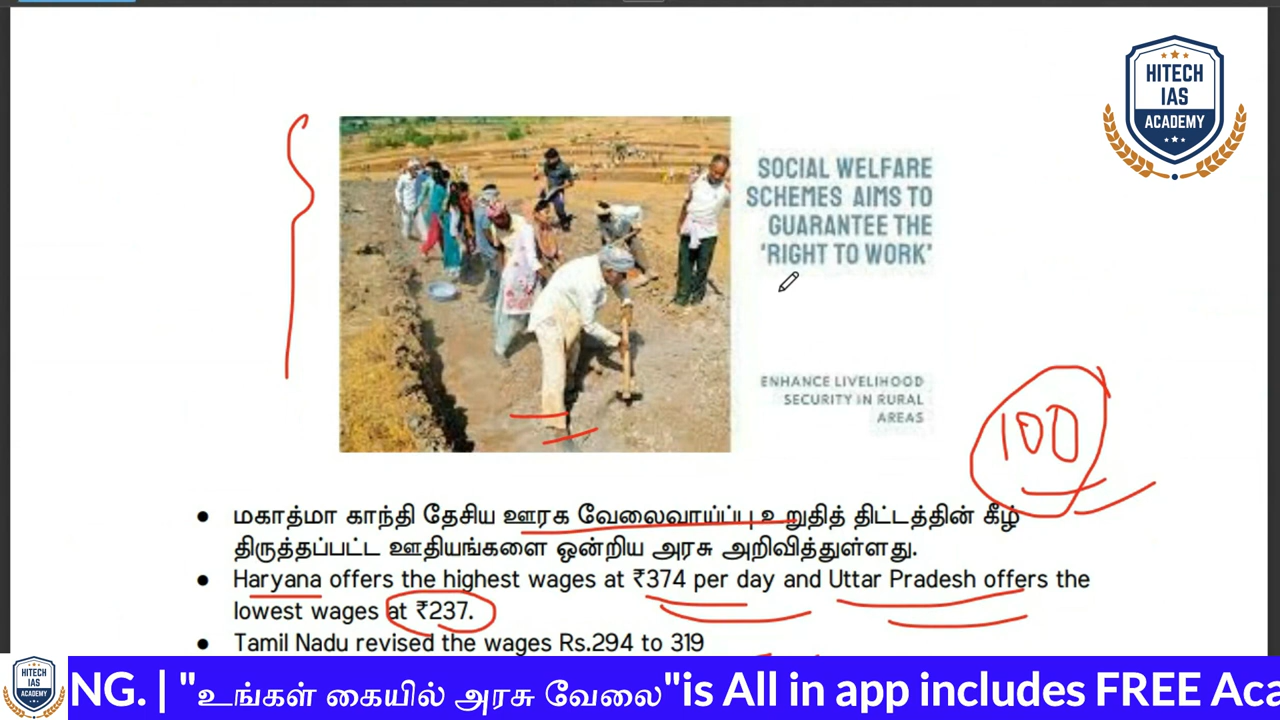 HITECH
IAS
ACADEMY
SOCIAL WELFARE
SCHEMES AIMS TO
GUARANTEE THE
'RIGHT TO WORK'
ENHANCE LIVELIHOOD
SECURITY IN RURAL
AREAS
100
● மகாத்மா காந்தி தேசிய ஊரக வேலைவாய்ப்பு உறுதித் திட்டத்தின் கீழ்
திருத்தப்பட்ட ஊதியங்களை ஒன்றிய அரசு அறிவித்துள்ளது.
● Haryana offers the highest wages at ₹374 per day and Uttar Pradesh offers the
lowest wages at ₹237.
● Tamil Nadu revised the wages Rs.294 to 319
HITECH
IAS
ACADEMY
NG. | "உங்கள் கையில் அரசு வேலை"is All in app includes FREE Aca